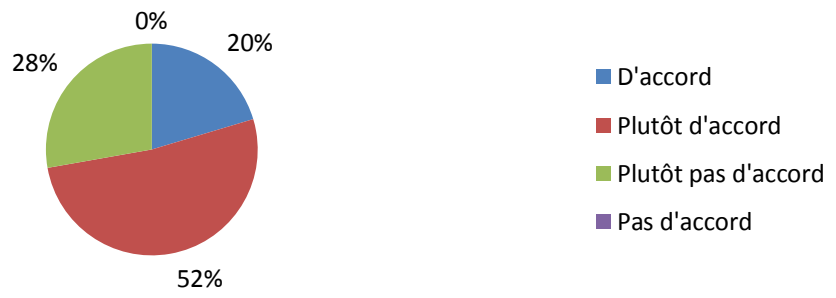 0%
20%
28%
52%
D'accord
Plutôt d'accord
Plutôt pas d'accord
Pas d'accord